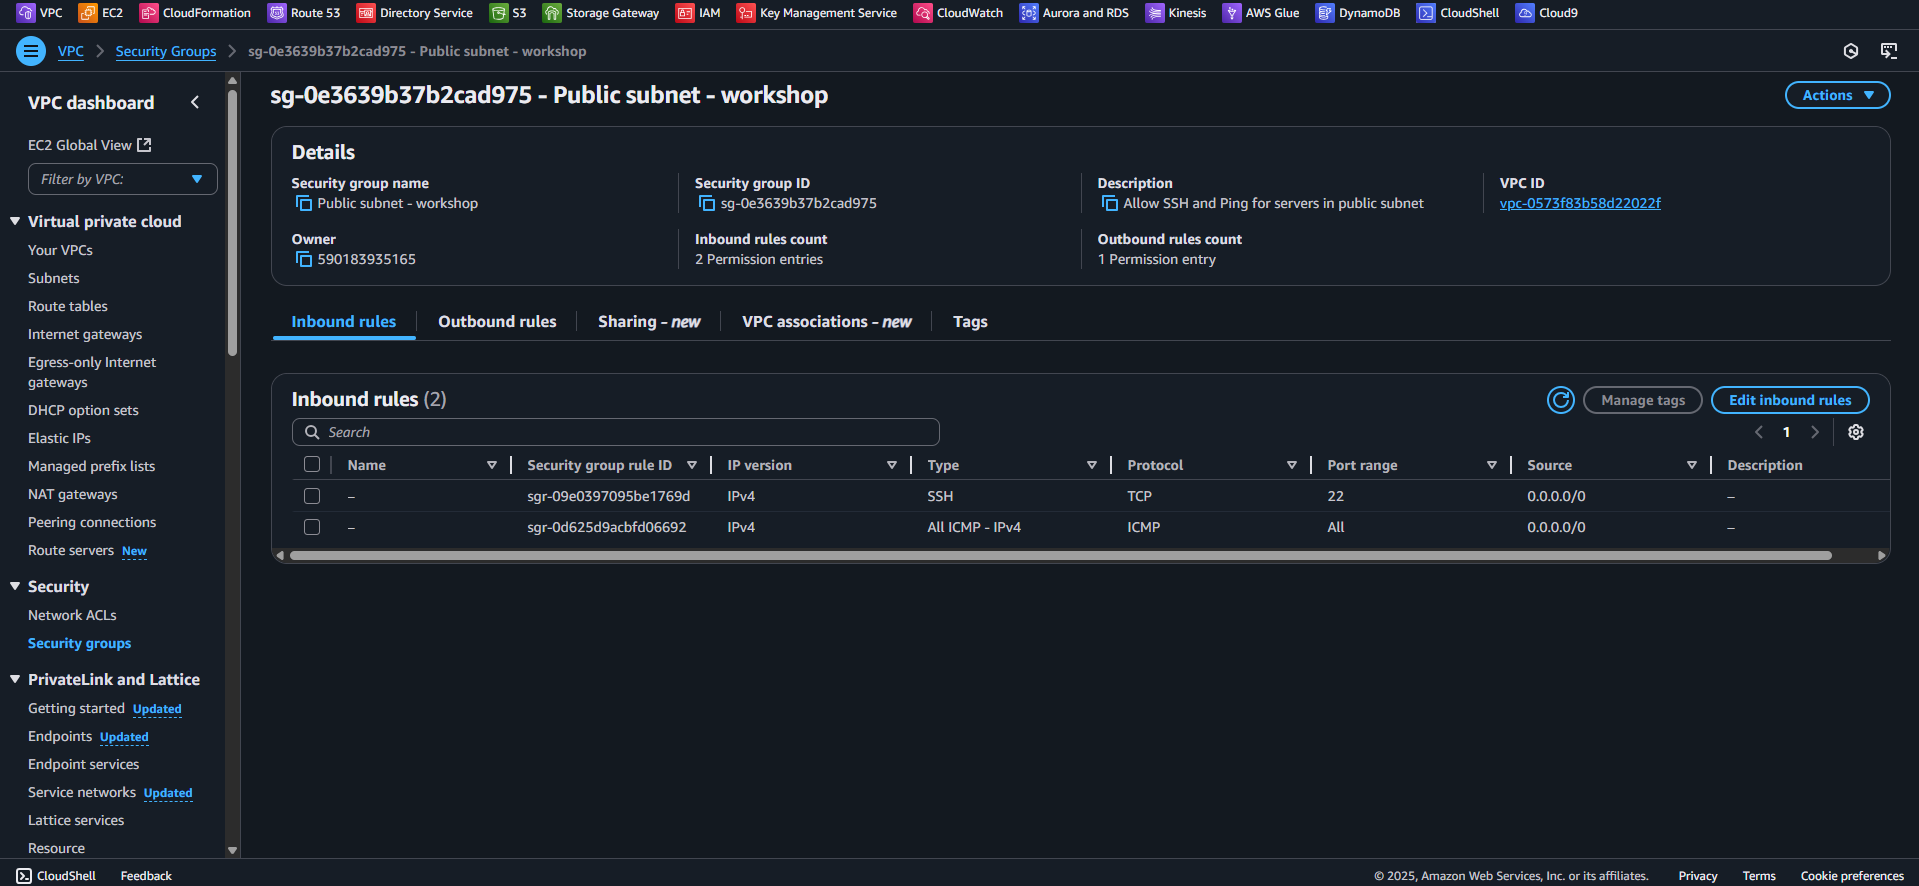 VPC EC2 CloudFormation Route 53 Directory Service S3 Storage Gateway IAM Key Management Service CloudWatch Aurora and RDS Kinesis AWS Glue DynamoDB CloudShell Cloud9
VPC > Security Groups > sg-0e3639b37b2cad975 - Public subnet - workshop
VPC dashboard
EC2 Global View
Filter by VPC:
Virtual private cloud
Your VPCs
Subnets
Route tables
Internet gateways
Egress-only Internet
gateways
DHCP option sets
Elastic IPs
Managed prefix lists
NAT gateways
Peering connections
Route servers New
Security
Network ACLs
Security groups
PrivateLink and Lattice
Getting started Updated
Endpoints Updated
Endpoint services
Service networks Updated
Lattice services
Resource
sg-0e3639b37b2cad975 - Public subnet - workshop
Actions
Details
Security group name
Public subnet - workshop
Security group ID
sg-0e3639b37b2cad975
Description
Allow SSH and Ping for servers in public subnet
VPC ID
vpc-0573f83b58d22022f
Owner
590183935165
Inbound rules count
2 Permission entries
Outbound rules count
1 Permission entry
Inbound rules Outbound rules Sharing - new VPC associations - new Tags
Inbound rules (2)
Manage tags Edit inbound rules
Search
1
Name Security group rule ID IP version Type Protocol Port range Source Description
– sgr-09e0397095be1769d IPv4 SSH TCP 22 0.0.0.0/0 –
– sgr-0d625d9acbfd06692 IPv4 All ICMP - IPv4 ICMP All 0.0.0.0/0 –
CloudShell Feedback © 2025, Amazon Web Services, Inc. or its affiliates. Privacy Terms Cookie preferences